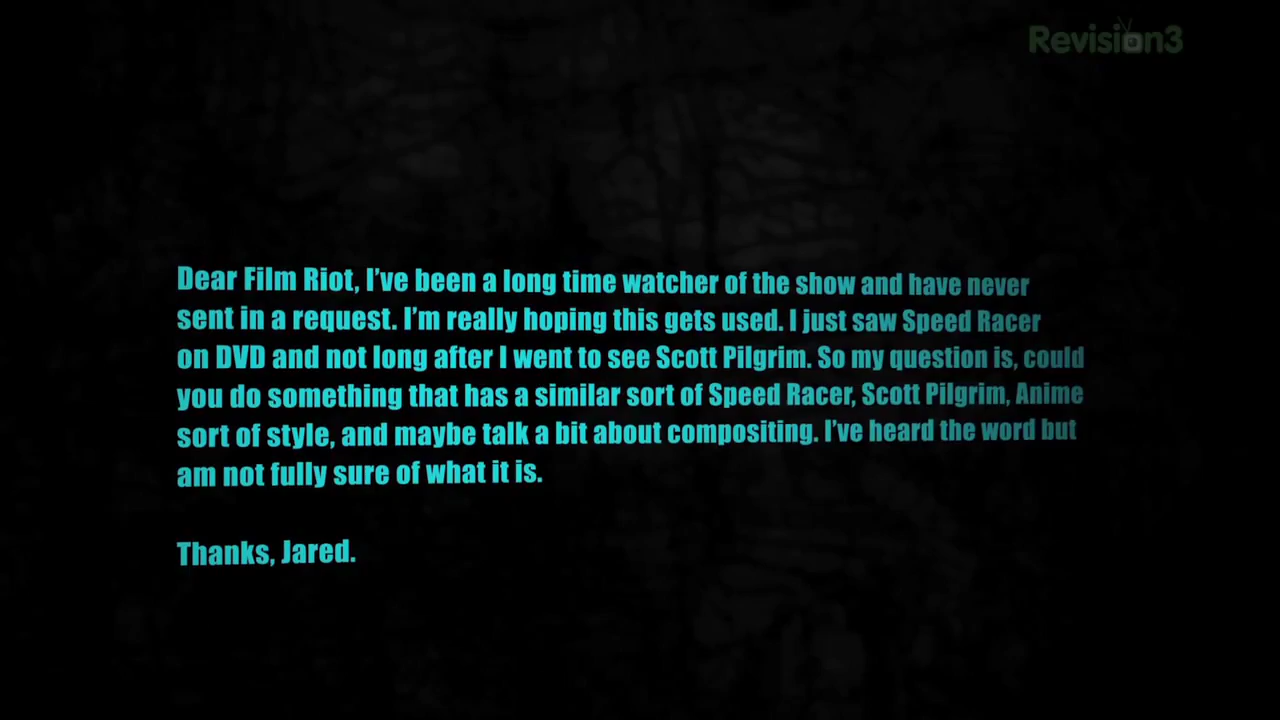 Revision3
Dear Film Riot, I've been a long time watcher of the show and have never
sent in a request. I'm really hoping this gets used. I just saw Speed Racer
on DVD and not long after I went to see Scott Pilgrim. So my question is, could
you do something that has a similar sort of Speed Racer, Scott Pilgrim, Anime
sort of style, and maybe talk a bit about compositing. I've heard the word but
am not fully sure of what it is.
Thanks, Jared.